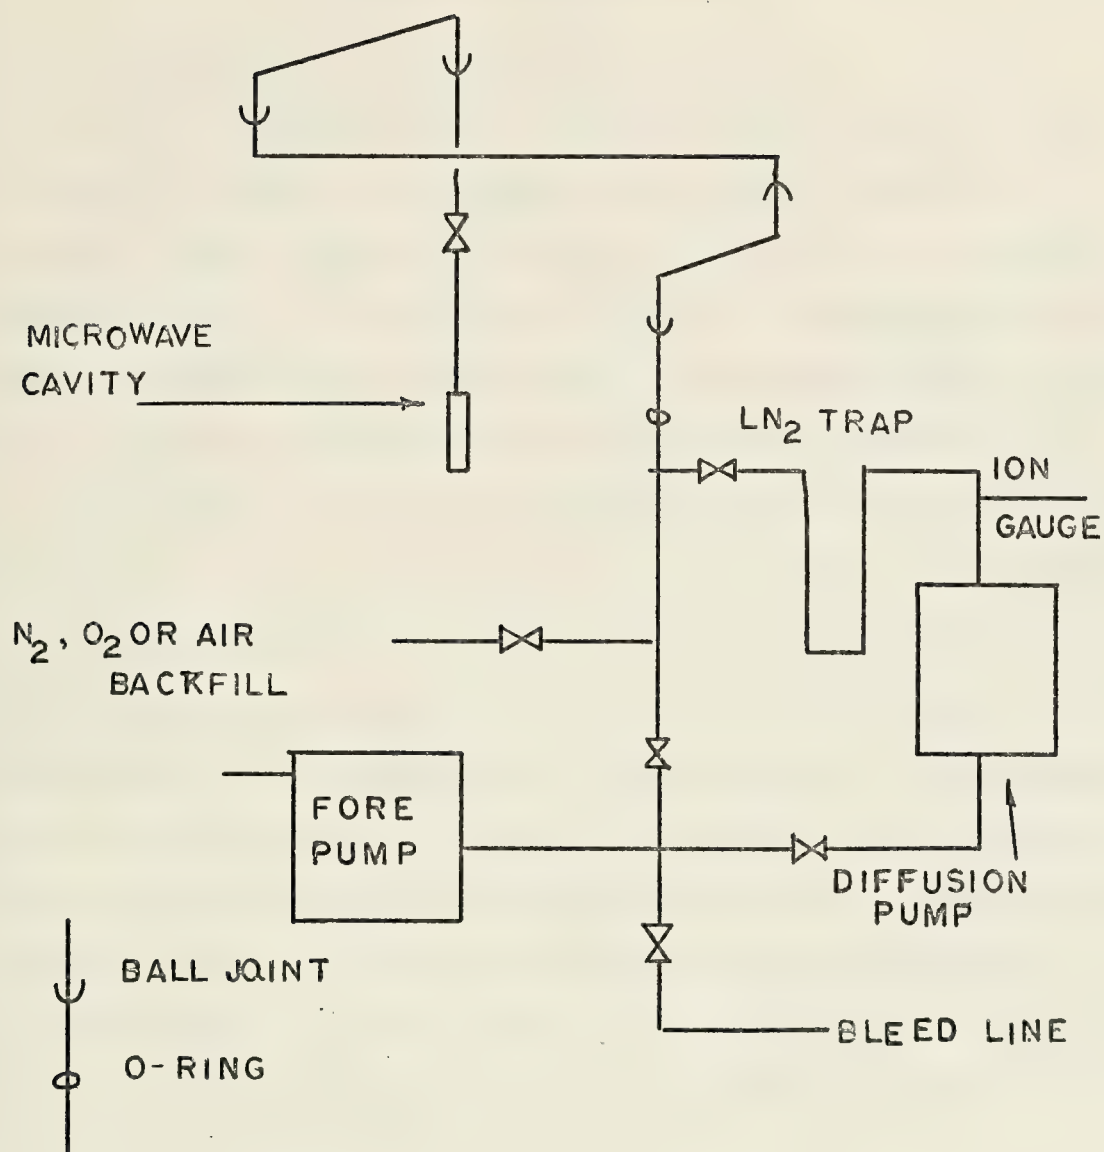 MICROWAVE
CAVITY
LN₂ TRAP
ION
GAUGE
N₂, O₂ OR AIR
BACKFILL
FORE
PUMP
DIFFUSION
PUMP
BALL JOINT
BLEED LINE
O-RING